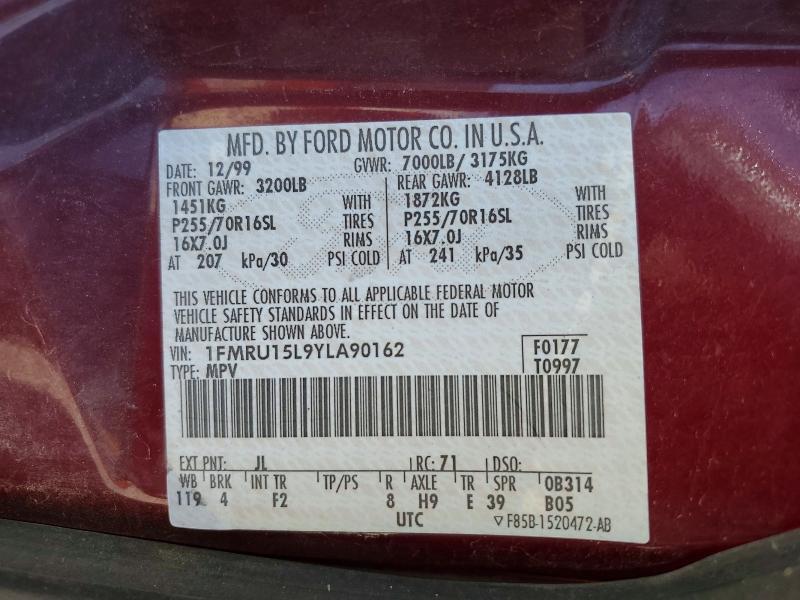 MFD. BY FORD MOTOR CO. IN U.S.A.
DATE: 12/99 GVWR: 7000LB/ 3175KG
FRONT GAWR: 3200LB REAR GAWR: 4128LB
1451KG WITH 1872KG WITH
P255/70R16SL TIRES P255/70R16SL TIRES
16X7.0J RIMS 16X7.0J RIMS
AT 207 kPa/30 PSI COLD AT 241 kPa/35 PSI COLD
THIS VEHICLE CONFORMS TO ALL APPLICABLE FEDERAL MOTOR
VEHICLE SAFETY STANDARDS IN EFFECT ON THE DATE OF
MANUFACTURE SHOWN ABOVE.
VIN: 1FMRU15L9YLA90162 F0177
TYPE: MPV T0997
EXT PNT: JL RC: 71 DSO:
WB BRK INT TR TP/PS R AXLE TR SPR 0B314
119 4 F2 8 H9 E 39 B05
UTC F85B-1520472-AB